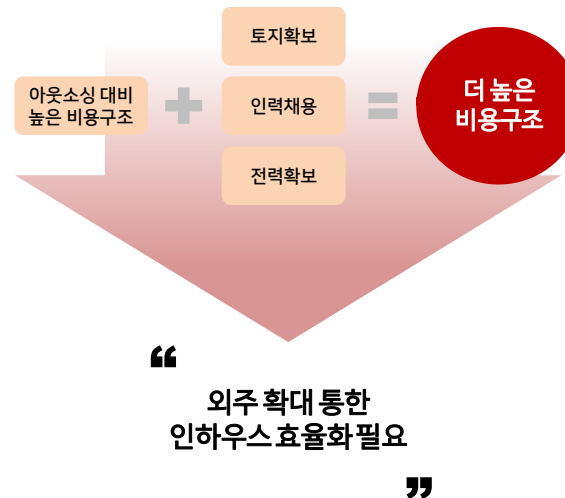 토지확보
아웃소싱 대비
높은 비용구조
+
인력채용
=
더 높은
비용구조
전력확보
“
외주 확대 통한
인하우스 효율화 필요
”